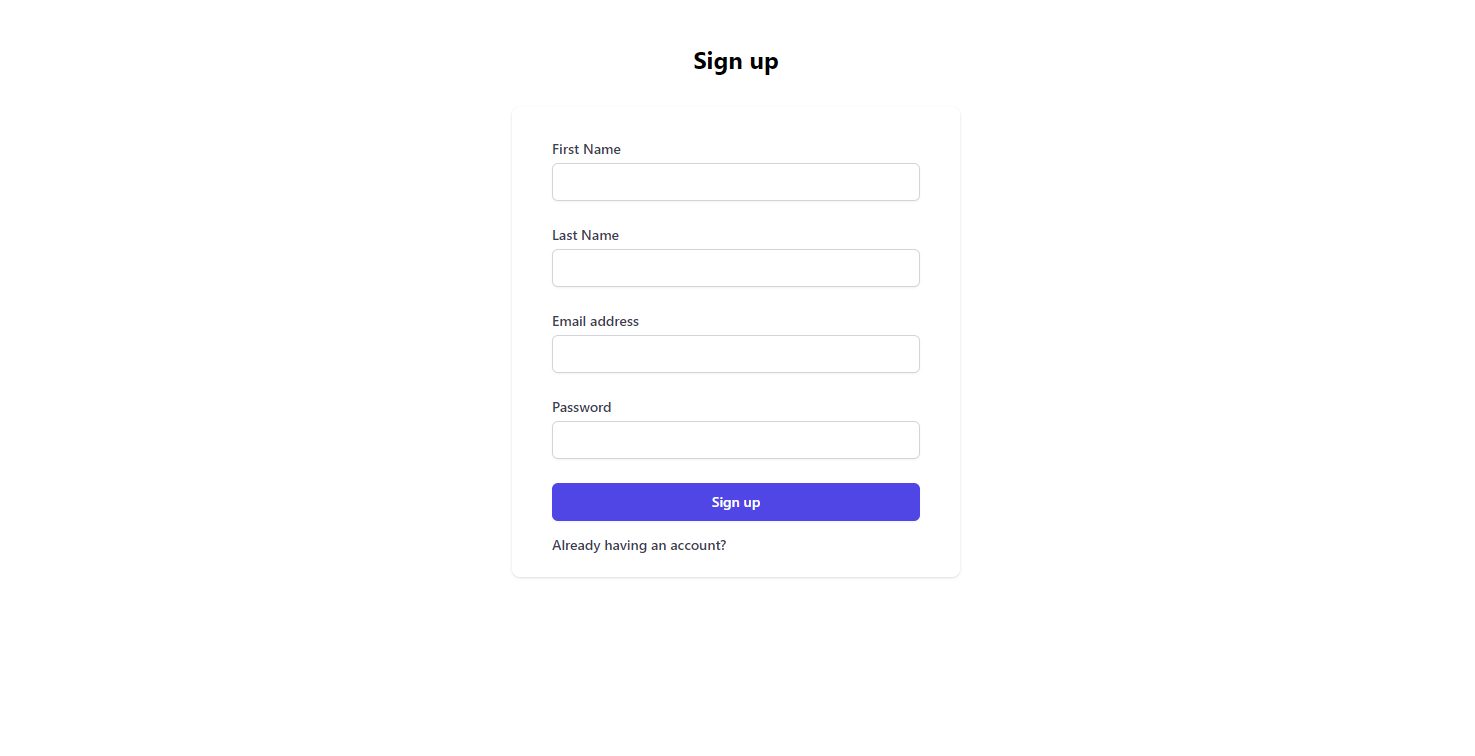 Sign up
First Name
Last Name
Email address
Password
Sign up
Already having an account?